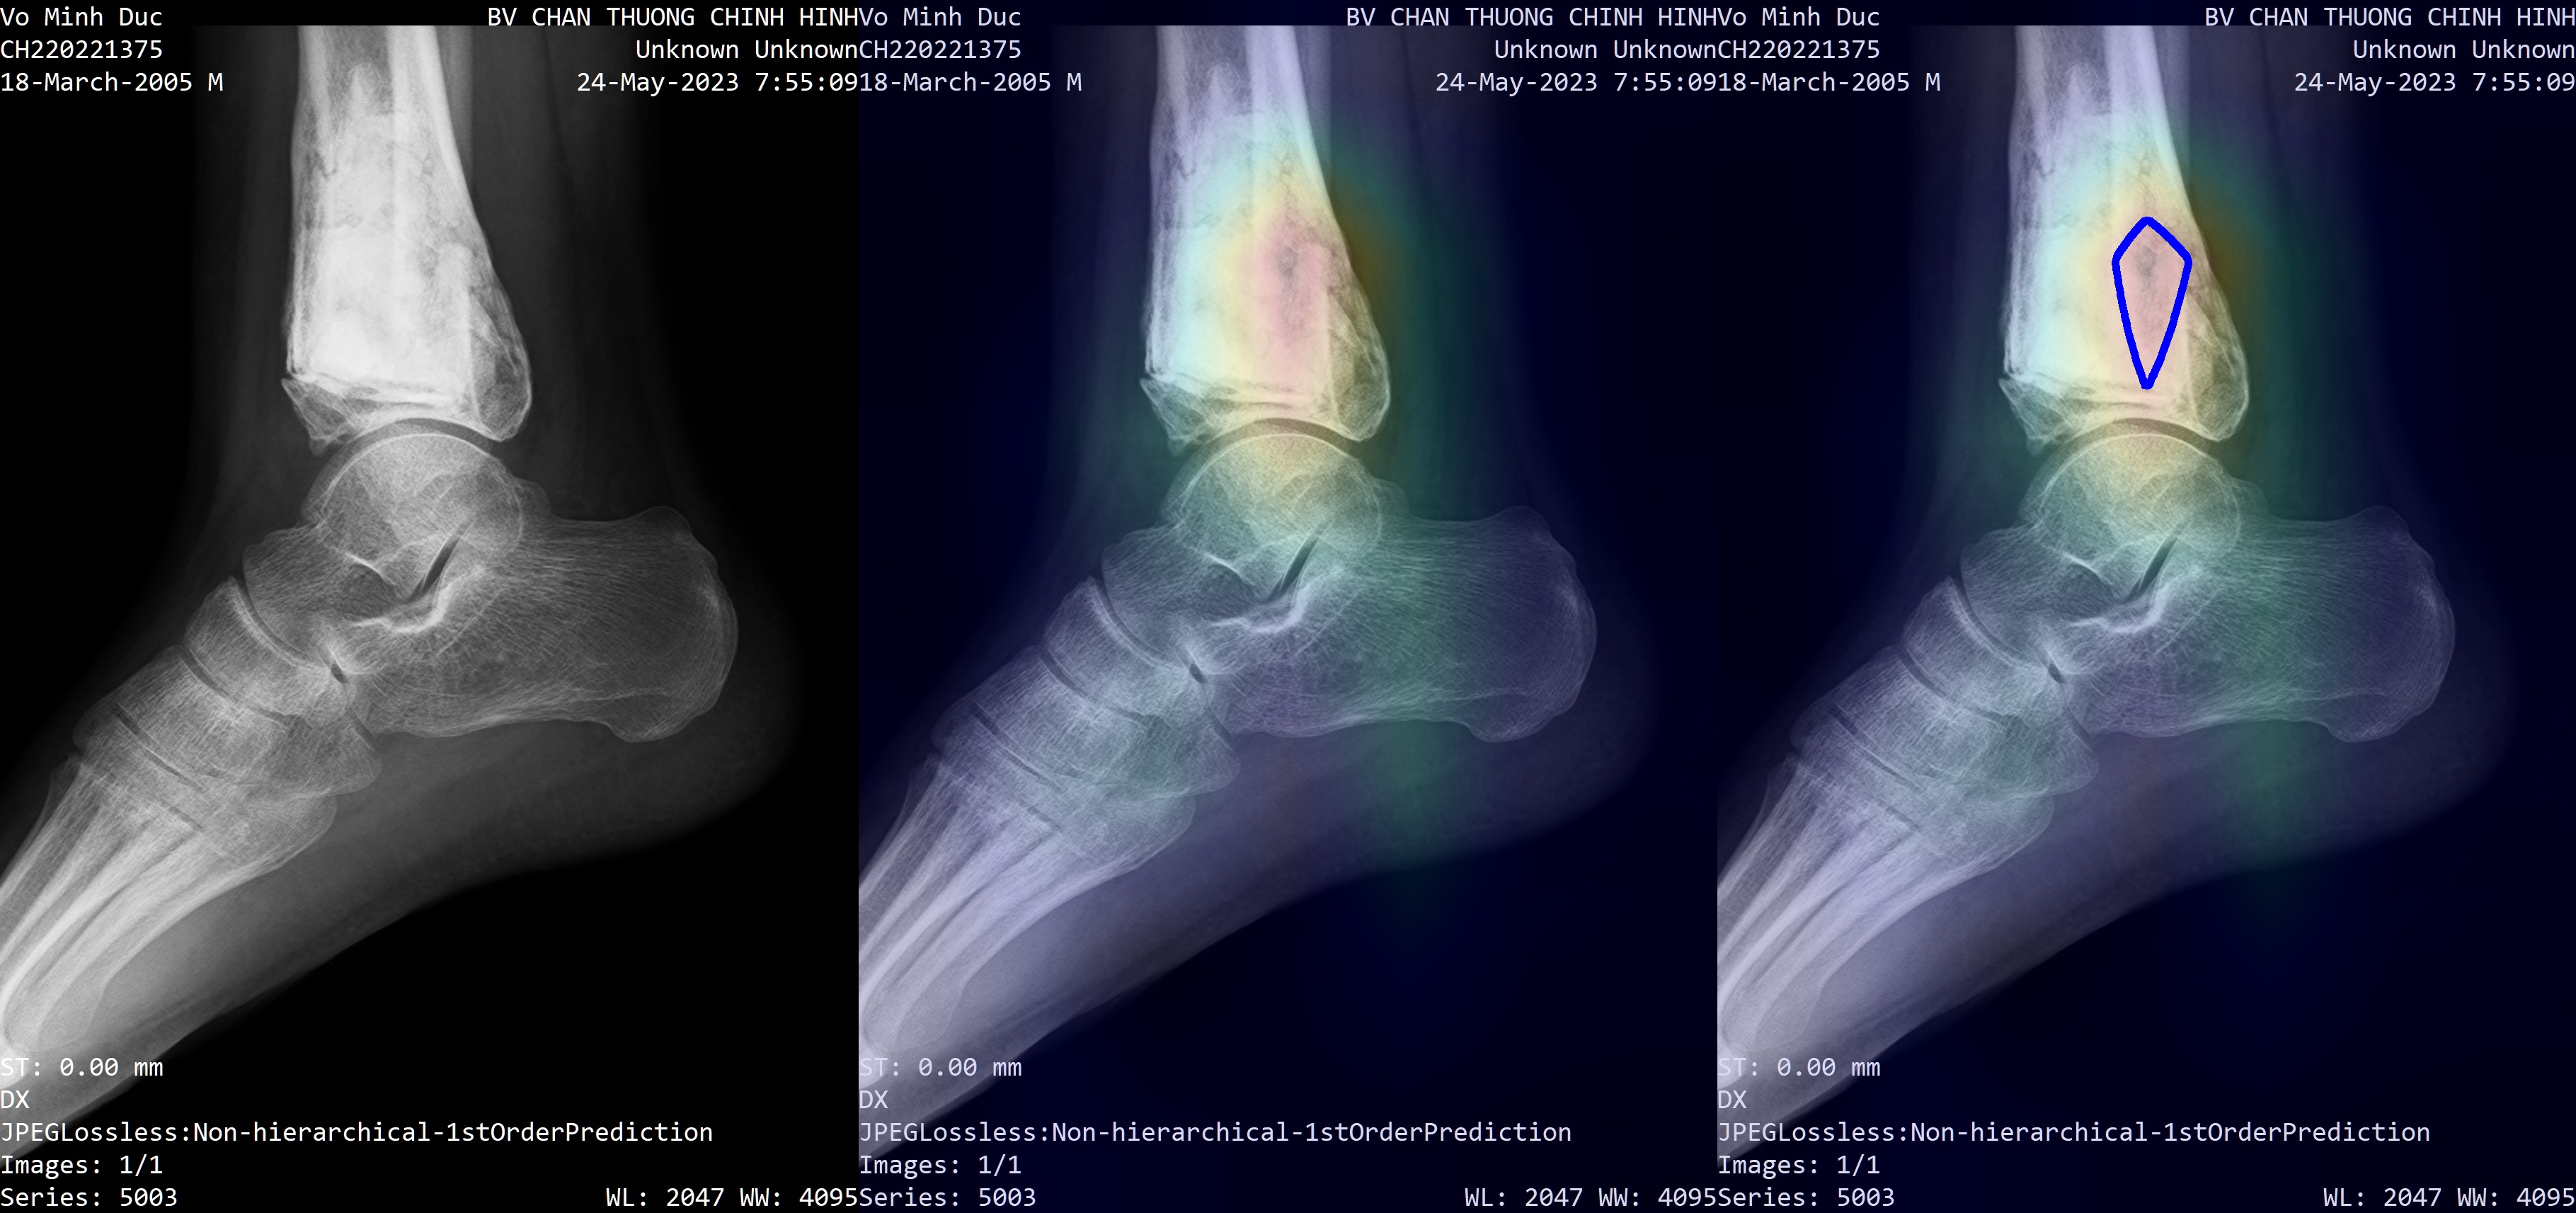 Vo Minh Duc
CH220221375
18-March-2005 M
BV CHAN THUONG CHINH HINH
Unknown Unknown
24-May-2023 7:55:09
ST: 0.00 mm
DX
JPEGLossless:Non-hierarchical-1stOrderPrediction
Images: 1/1
Series: 5003
WL: 2047 WW: 4095
Vo Minh Duc
CH220221375
18-March-2005 M
BV CHAN THUONG CHINH HINH
Unknown Unknown
24-May-2023 7:55:09
ST: 0.00 mm
DX
JPEGLossless:Non-hierarchical-1stOrderPrediction
Images: 1/1
Series: 5003
WL: 2047 WW: 4095
Vo Minh Duc
CH220221375
18-March-2005 M
BV CHAN THUONG CHINH HINH
Unknown Unknown
24-May-2023 7:55:09
ST: 0.00 mm
DX
JPEGLossless:Non-hierarchical-1stOrderPrediction
Images: 1/1
Series: 5003
WL: 2047 WW: 4095